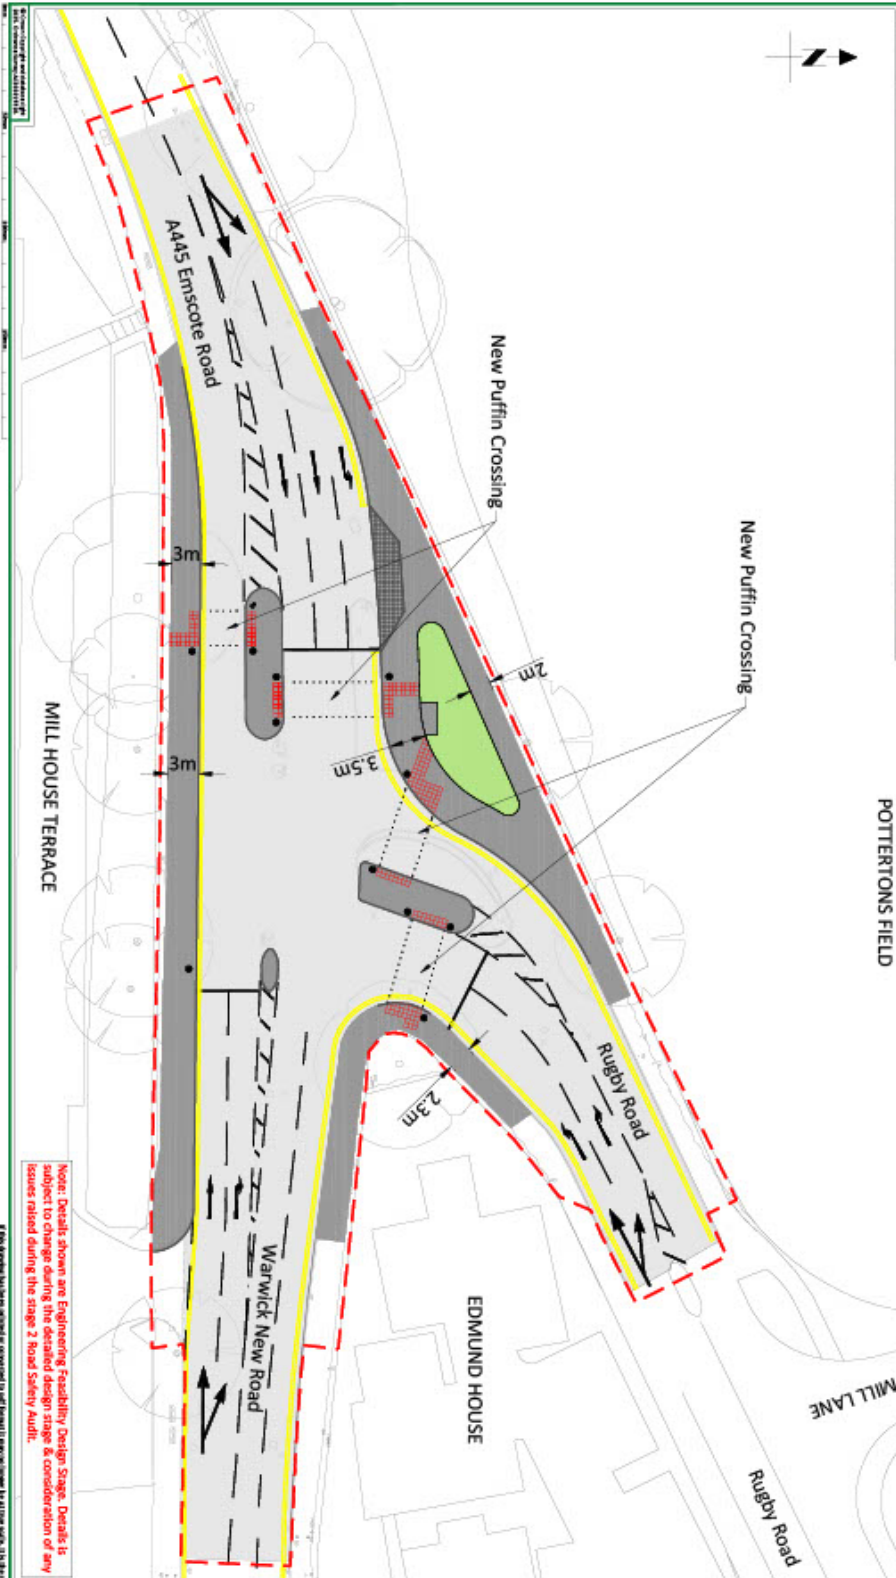 New Puffin Crossing
New Puffin Crossing
POTTERTONS FIELD
A445 Emscote Road
3m
2m
3.5m
3m
MILL HOUSE TERRACE
Rugby Road
2.3m
Warwick New Road
EDMUND HOUSE
MILL LANE
Rugby Road
Note: Details shown are Engineering Feasibility Design Stage. Details is
subject to change during the detailed design stage & consideration of any
issues raised during the stage 2 Road Safety Audit.